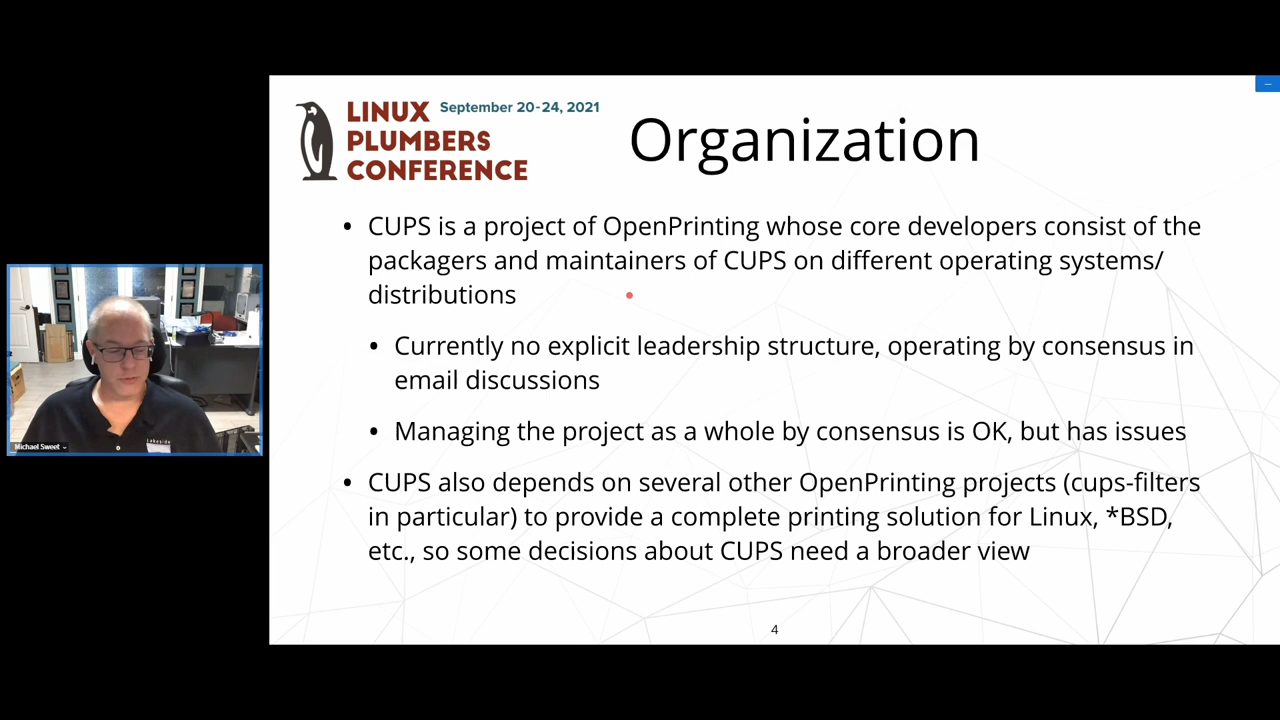 LINUX September 20-24, 2021
PLUMBERS
CONFERENCE
Organization
• CUPS is a project of OpenPrinting whose core developers consist of the
packagers and maintainers of CUPS on different operating systems/
distributions
• Currently no explicit leadership structure, operating by consensus in
email discussions
• Managing the project as a whole by consensus is OK, but has issues
• CUPS also depends on several other OpenPrinting projects (cups-filters
in particular) to provide a complete printing solution for Linux, *BSD,
etc., so some decisions about CUPS need a broader view
4
Michael Sweet
Lakeside